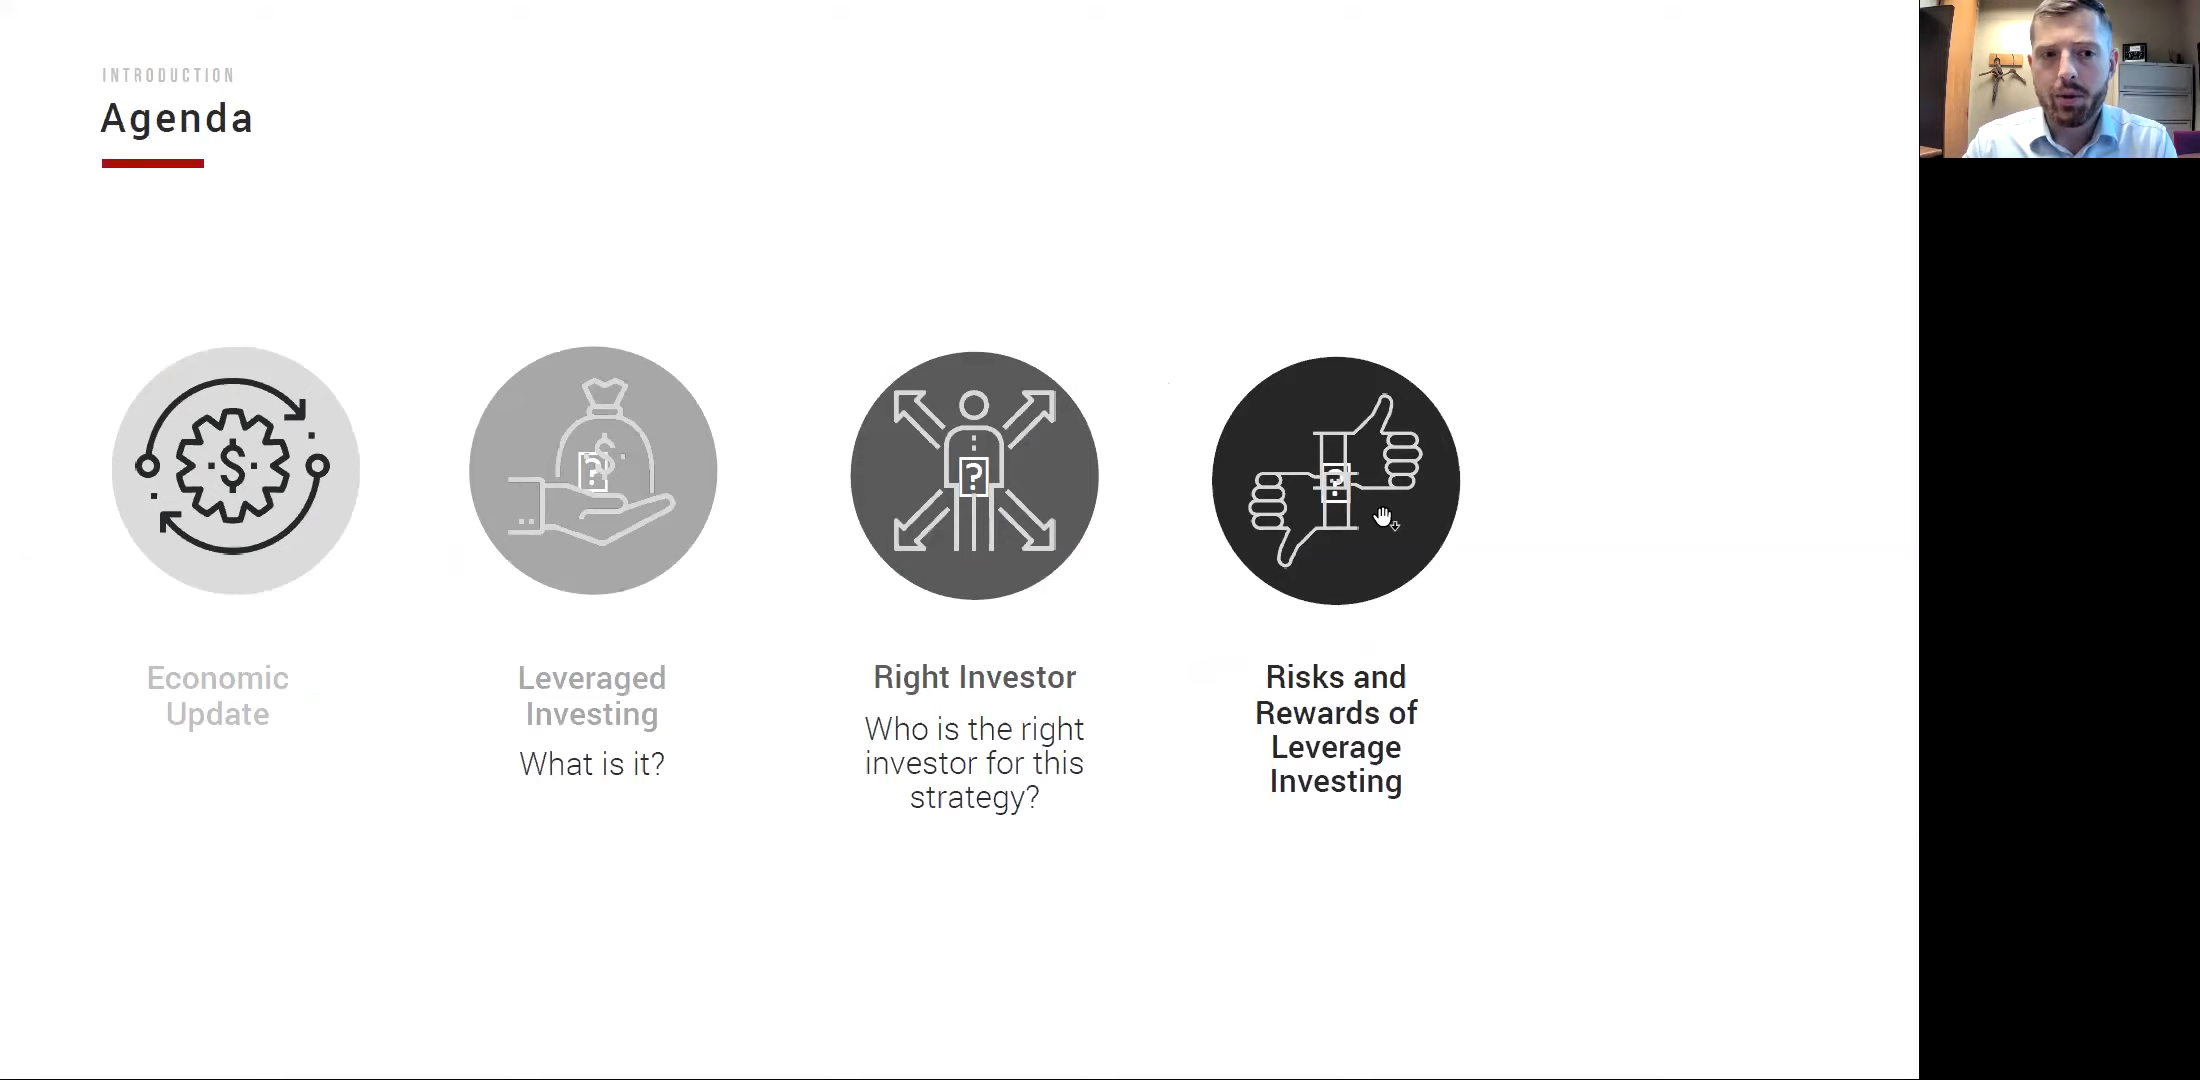 INTRODUCTION
Agenda
$
$
?
?
?
Economic
Update
Leveraged
Investing
What is it?
Right Investor
Who is the right
investor for this
strategy?
Risks and
Rewards of
Leverage
Investing